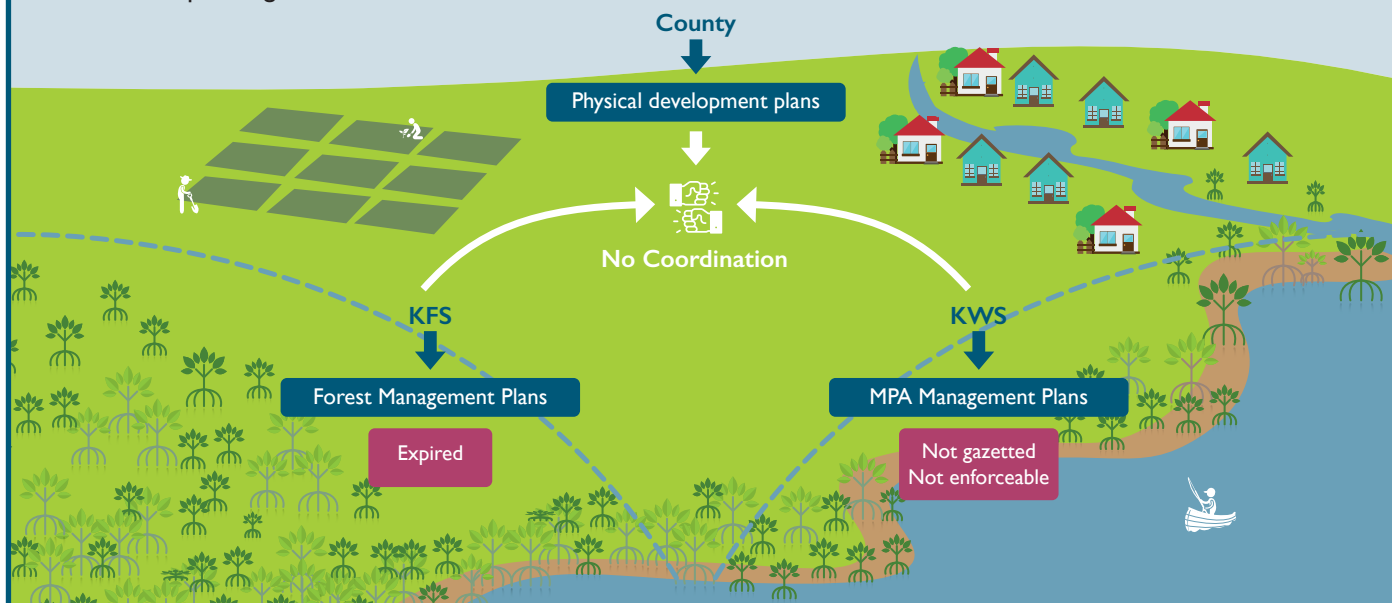 County
Physical development plans
No Coordination
KFS
KWS
Forest Management Plans
MPA Management Plans
Expired
Not gazetted
Not enforceable